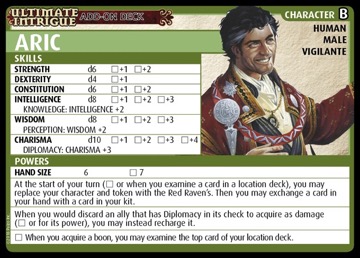 ULTIMATE INTRIGUE ADD-ON DECK
CHARACTER B
ARIC
HUMAN
MALE
VIGILANTE
SKILLS
STRENGTH d6 □+1 □+2
DEXTERITY d4 □+1
CONSTITUTION d6 □+1 □+2
INTELLIGENCE d8 □+1 □+2 □+3
KNOWLEDGE: INTELLIGENCE +2
WISDOM d8 □+1 □+2 □+3
PERCEPTION: WISDOM +2
CHARISMA d10 □+1 □+2 □+3 □+4
DIPLOMACY: CHARISMA +3
POWERS
HAND SIZE 6 □ 7
At the start of your turn (□ or when you examine a card in a location deck), you may
replace your character and token with the Red Raven's. Then you may exchange a card in
your hand with a card in your kit.
When you would discard an ally that has Diplomacy in its check to acquire as damage
(□ or for its power), you may instead recharge it.
□ When you acquire a boon, you may examine the top card of your location deck.